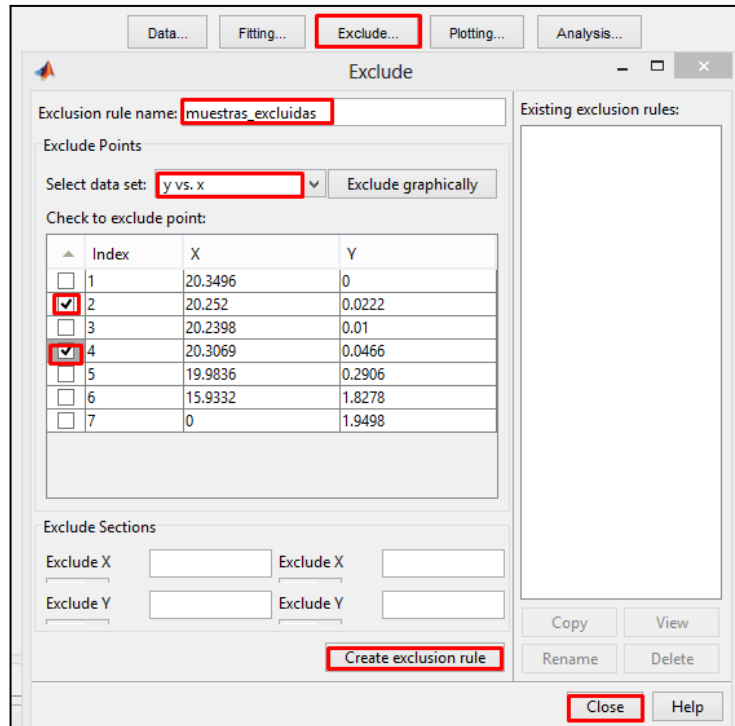 Data... Fitting... Exclude... Plotting... Analysis...
Exclude
Exclusion rule name: muestras_excluidas
Existing exclusion rules:
Exclude Points
Select data set: y vs. x Exclude graphically
Check to exclude point:
Index X Y
1 20.3496 0
2 20.252 0.0222
3 20.2398 0.01
4 20.3069 0.0466
5 19.9836 0.2906
6 15.9332 1.8278
7 0 1.9498
Exclude Sections
Exclude X Exclude X
Exclude Y Exclude Y
Copy View
Create exclusion rule
Rename Delete
Close Help